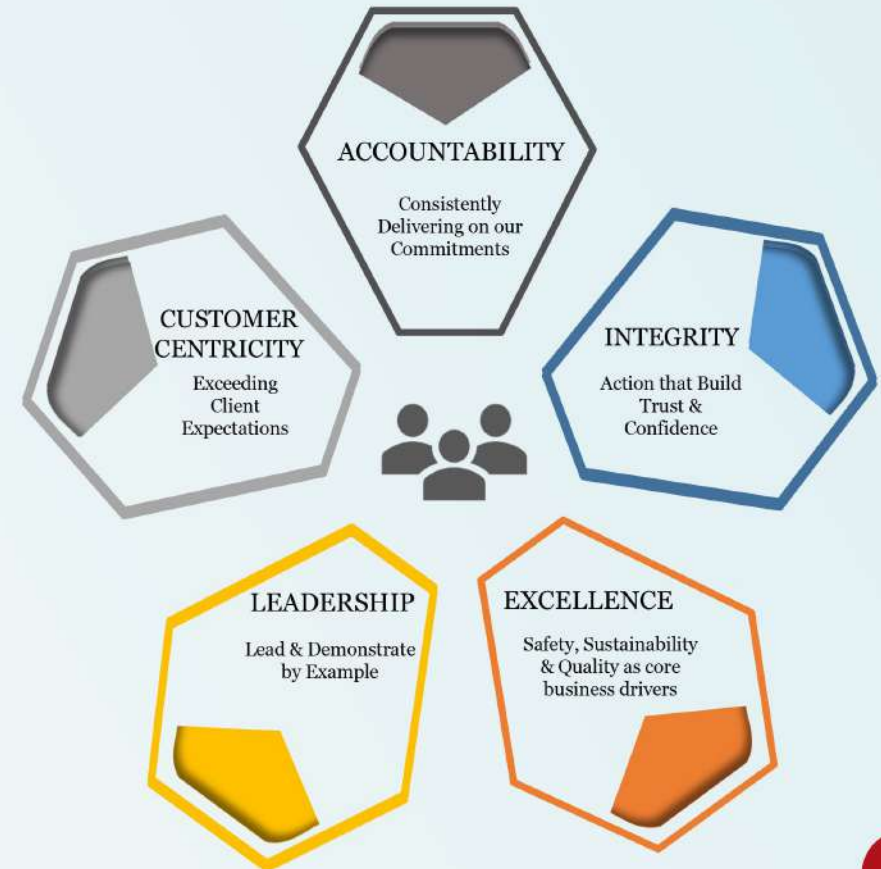 ACCOUNTABILITY
Consistently
Delivering on our
Commitments
CUSTOMER
CENTRICITY
Exceeding
Client
Expectations
INTEGRITY
Action that Build
Trust &
Confidence
LEADERSHIP
Lead & Demonstrate
by Example
EXCELLENCE
Safety, Sustainability
& Quality as core
business drivers